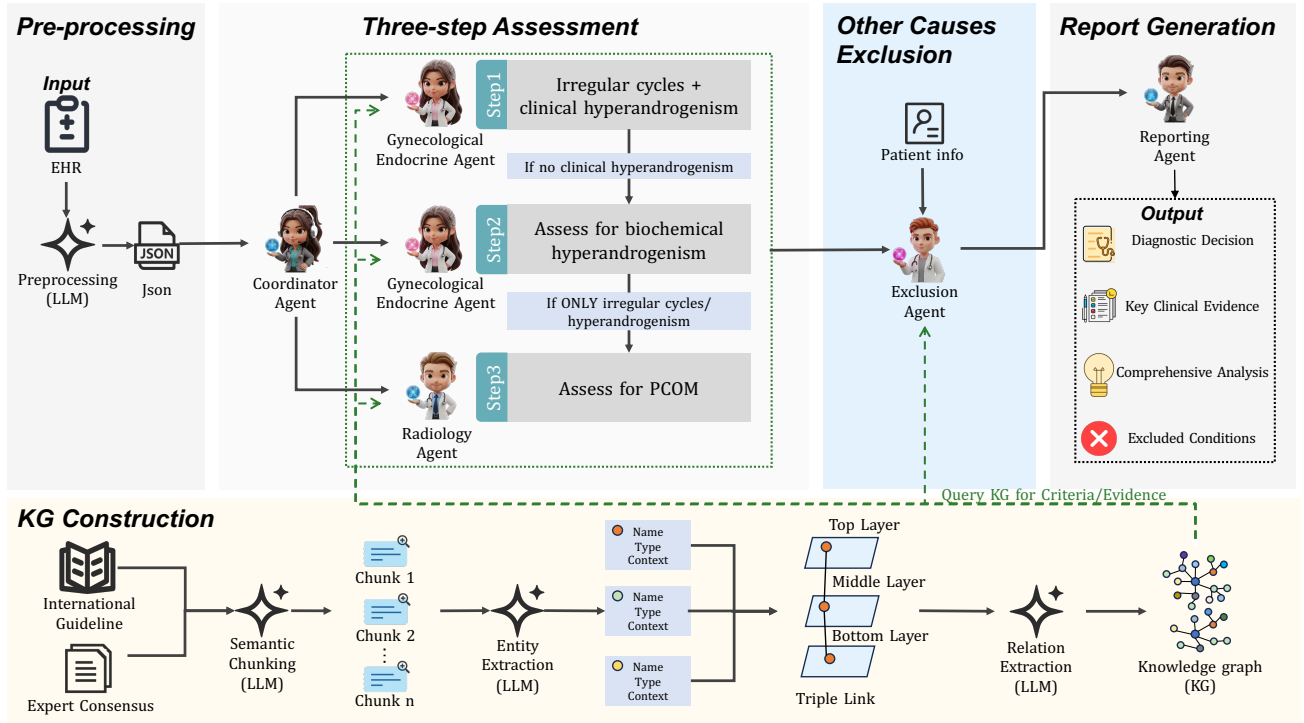 Pre-processing
Input
EHR
Preprocessing
(LLM)
JSON
Json
Three-step Assessment
Coordinator
Agent
Gynecological
Endocrine Agent
Step1
Irregular cycles +
clinical hyperandrogenism
If no clinical hyperandrogenism
Gynecological
Endocrine Agent
Step2
Assess for biochemical
hyperandrogenism
If ONLY irregular cycles/
hyperandrogenism
Radiology
Agent
Step3
Assess for PCOM
Other Causes
Exclusion
Patient info
Exclusion
Agent
Report Generation
Reporting
Agent
Output
Diagnostic Decision
Key Clinical Evidence
Comprehensive Analysis
Excluded Conditions
Query KG for Criteria/Evidence
KG Construction
International
Guideline
Expert Consensus
Semantic
Chunking
(LLM)
Chunk 1
Chunk 2
Chunk n
Entity
Extraction
(LLM)
Name
Type
Context
Name
Type
Context
Name
Type
Context
Top Layer
Middle Layer
Bottom Layer
Triple Link
Relation
Extraction
(LLM)
Knowledge graph
(KG)